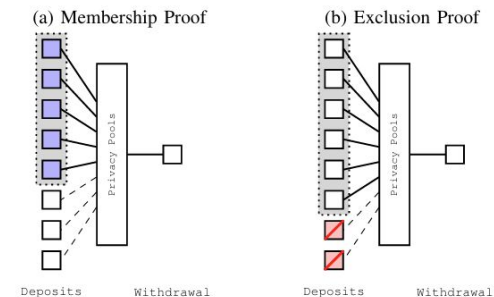 (a) Membership Proof
Privacy Pools
Deposits
Withdrawal
(b) Exclusion Proof
Privacy Pools
Deposits
Withdrawal